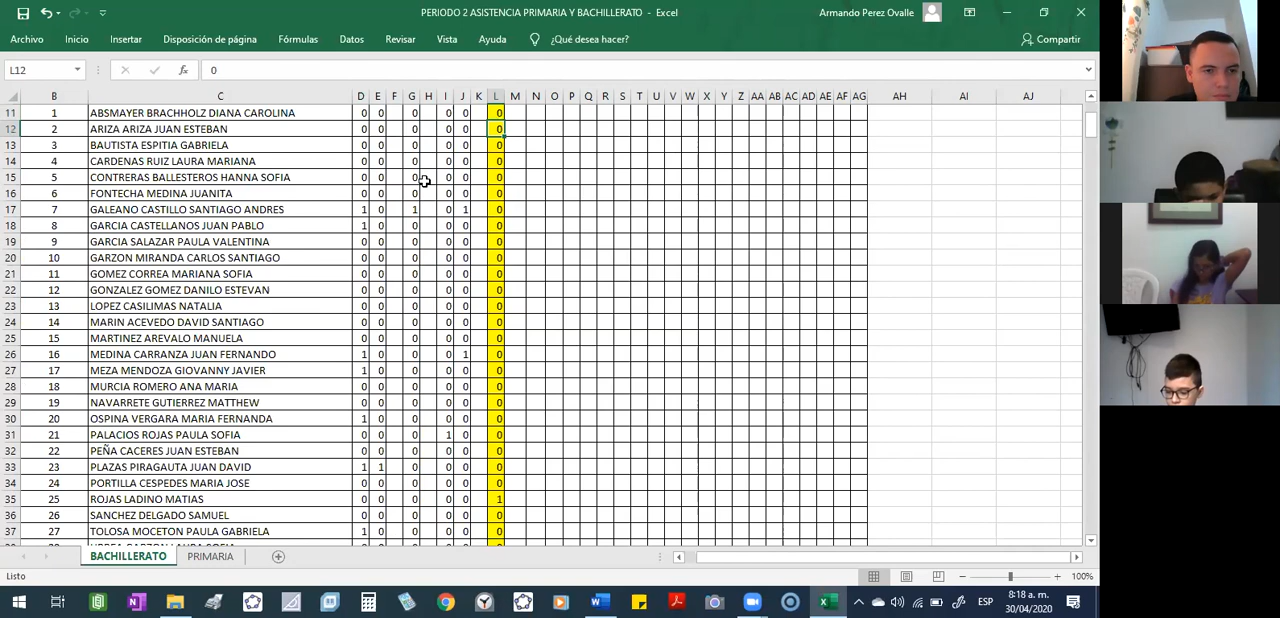 PERIODO 2 ASISTENCIA PRIMARIA Y BACHILLERATO - Excel
Armando Perez Ovalle
Archivo Inicio Insertar Disposición de página Fórmulas Datos Revisar Vista Ayuda ¿Qué desea hacer? Compartir
L12 fx 0
B C D E F G H I J K L M N O P Q R S T U V W X Y Z AA AB AC AD AE AF AG AH AI AJ
11 1 ABSMAYER BRACHHOLZ DIANA CAROLINA 0 0 0 0 0 0
12 2 ARIZA ARIZA JUAN ESTEBAN 0 0 0 0 0 0
13 3 BAUTISTA ESPITIA GABRIELA 0 0 0 0 0 0
14 4 CARDENAS RUIZ LAURA MARIANA 0 0 0 0 0 0
15 5 CONTRERAS BALLESTEROS HANNA SOFIA 0 0 0 0 0 0
16 6 FONTECHA MEDINA JUANITA 0 0 0 0 0 0
17 7 GALEANO CASTILLO SANTIAGO ANDRES 1 0 1 0 1 0
18 8 GARCIA CASTELLANOS JUAN PABLO 1 0 0 0 0 0
19 9 GARCIA SALAZAR PAULA VALENTINA 0 0 0 0 0 0
20 10 GARZON MIRANDA CARLOS SANTIAGO 0 0 0 0 0 0
21 11 GOMEZ CORREA MARIANA SOFIA 0 0 0 0 0 0
22 12 GONZALEZ GOMEZ DANILO ESTEVAN 0 0 0 0 0 0
23 13 LOPEZ CASILIMAS NATALIA 0 0 0 0 0 0
24 14 MARIN ACEVEDO DAVID SANTIAGO 0 0 0 0 0 0
25 15 MARTINEZ AREVALO MANUELA 0 0 0 0 0 0
26 16 MEDINA CARRANZA JUAN FERNANDO 1 0 0 0 1 0
27 17 MEZA MENDOZA GIOVANNY JAVIER 1 0 0 0 0 0
28 18 MURCIA ROMERO ANA MARIA 0 0 0 0 0 0
29 19 NAVARRETE GUTIERREZ MATTHEW 0 0 0 0 0 0
30 20 OSPINA VERGARA MARIA FERNANDA 1 0 0 0 0 0
31 21 PALACIOS ROJAS PAULA SOFIA 0 0 0 1 0 0
32 22 PEÑA CACERES JUAN ESTEBAN 0 0 0 0 0 0
33 23 PLAZAS PIRAGAUTA JUAN DAVID 1 1 0 0 0 0
34 24 PORTILLA CESPEDES MARIA JOSE 0 0 0 0 0 0
35 25 ROJAS LADINO MATIAS 0 0 0 0 0 1
36 26 SANCHEZ DELGADO SAMUEL 0 0 0 0 0 0
37 27 TOLOSA MOCETON PAULA GABRIELA 1 0 0 0 0 0
BACHILLERATO PRIMARIA
Listo 100%
ESP 8:18 a. m.
30/04/2020